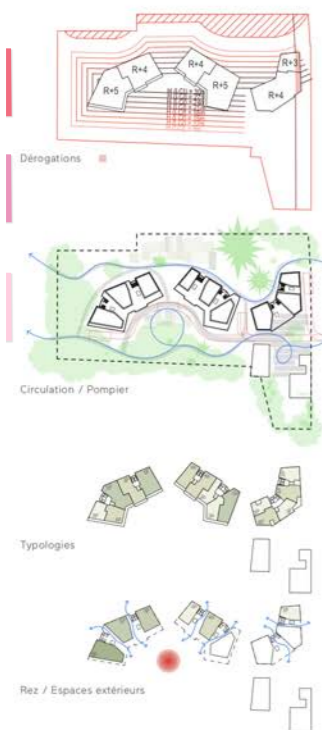 R+4
R+4
R+3
R+5
R+5
R+4
Dérogations
Circulation / Pompier
Typologies
Rez / Espaces extérieurs